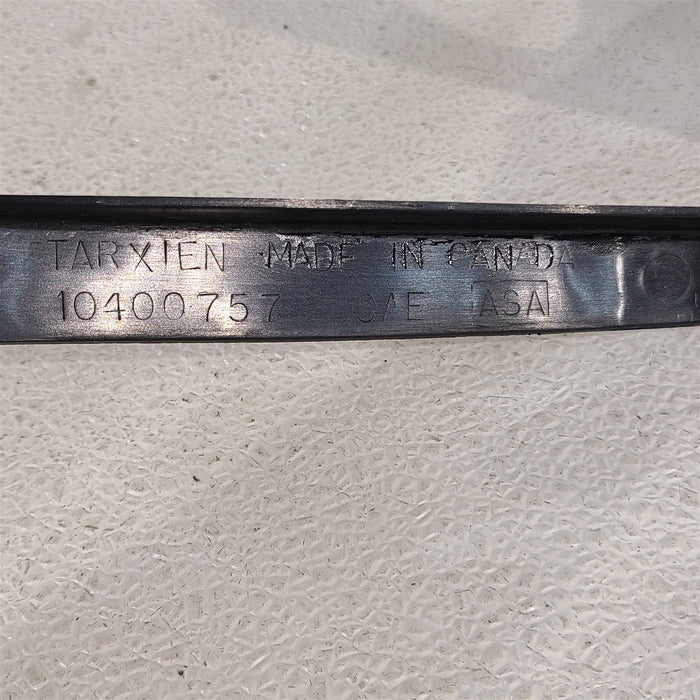 TARXIEN MADE IN CANADA
10400757 SAE ASA